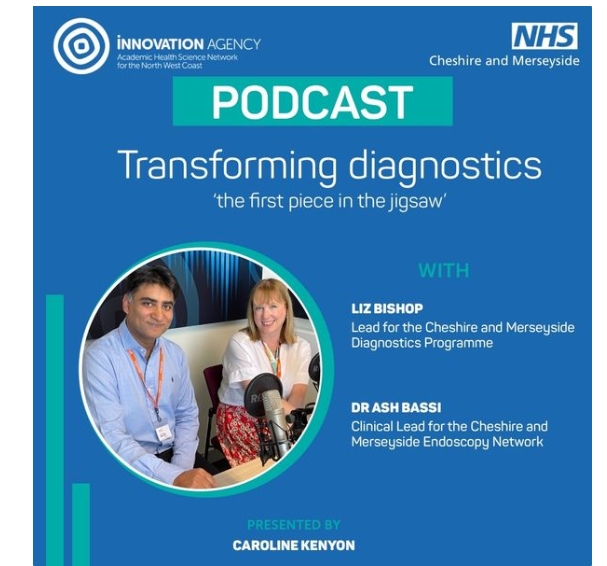 iNNOVATION AGENCY
Academic Health Science Network
for the North West Coast
NHS
Cheshire and Merseyside
PODCAST
Transforming diagnostics
‘the first piece in the jigsaw’
WITH
LIZ BISHOP
Lead for the Cheshire and Merseyside
Diagnostics Programme
DR ASH BASSI
Clinical Lead for the Cheshire and
Merseyside Endoscopy Network
PRESENTED BY
CAROLINE KENYON